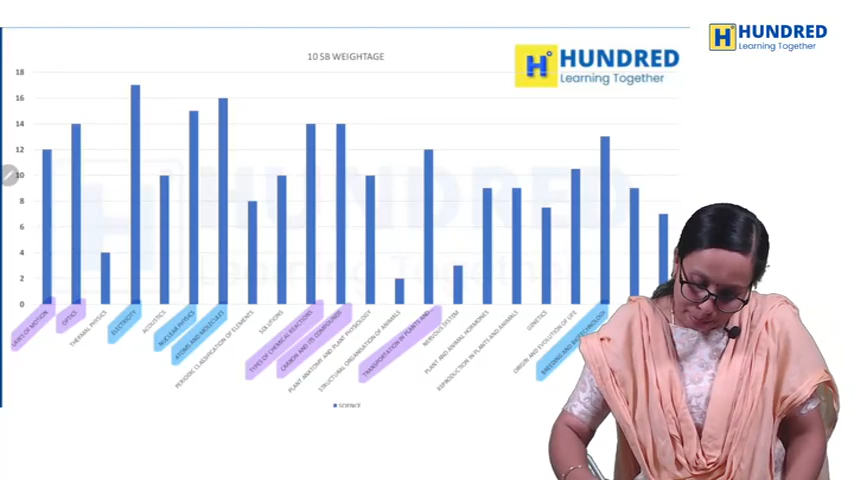 10 SB WEIGHTAGE
HUNDRED
Learning Together
HUNDRED
Learning Together
18
16
14
12
10
8
6
4
2
0
LAWS OF MOTION
OPTICS
THERMAL PHYSICS
ELECTRICITY
ACOUSTICS
NUCLEAR PHYSICS
ATOMS AND MOLECULES
PERIODIC CLASSIFICATION OF ELEMENTS
SOLUTIONS
TYPES OF CHEMICAL REACTIONS
CARBON AND ITS COMPOUNDS
PLANT ANATOMY AND PLANT PHYSIOLOGY
STRUCTURAL ORGANISATION OF ANIMALS
TRANSPORTATION IN PLANTS AND
NERVOUS SYSTEM
PLANT AND ANIMAL HORMONES
REPRODUCTION IN PLANTS AND ANIMALS
GENETICS
ORIGIN AND EVOLUTION OF LIFE
BREEDING AND BIOTECHNOLOGY
SCIENCE